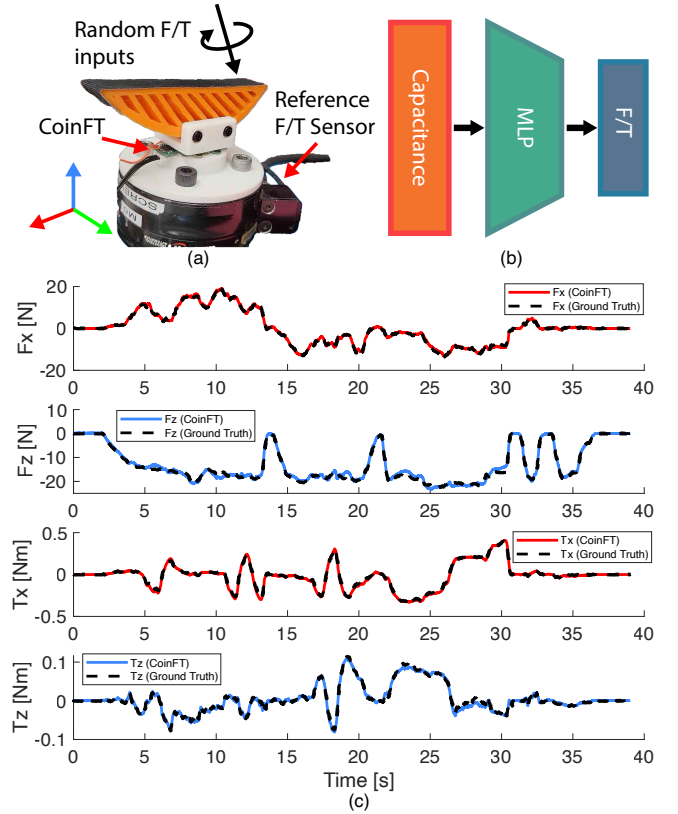 Random F/T
inputs
CoinFT
Reference
F/T Sensor
SCRE
(a)
Capacitance
MLP
F/T
(b)
Fx [N]
20
0
-20
Fx (CoinFT)
Fx (Ground Truth)
0 5 10 15 20 25 30 35 40
Fz [N]
10
0
-10
-20
Fz (CoinFT)
Fz (Ground Truth)
0 5 10 15 20 25 30 35 40
Tx [Nm]
0.5
0
-0.5
Tx (CoinFT)
Tx (Ground Truth)
0 5 10 15 20 25 30 35 40
Tz [Nm]
0.1
0
-0.1
Tz (CoinFT)
Tz (Ground Truth)
0 5 10 15 20 25 30 35 40
Time [s]
(c)